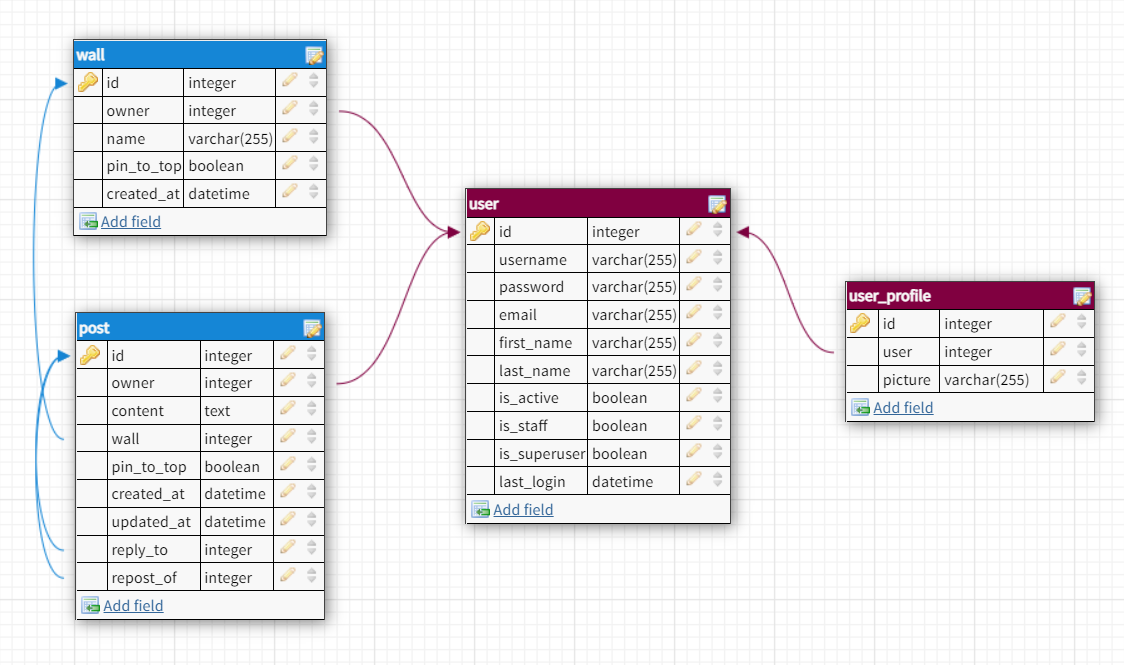 wall
id integer
owner integer
name varchar(255)
pin_to_top boolean
created_at datetime
Add field
post
id integer
owner integer
content text
wall integer
pin_to_top boolean
created_at datetime
updated_at datetime
reply_to integer
repost_of integer
Add field
user
id integer
username varchar(255)
password varchar(255)
email varchar(255)
first_name varchar(255)
last_name varchar(255)
is_active boolean
is_staff boolean
is_superuser boolean
last_login datetime
Add field
user_profile
id integer
user integer
picture varchar(255)
Add field